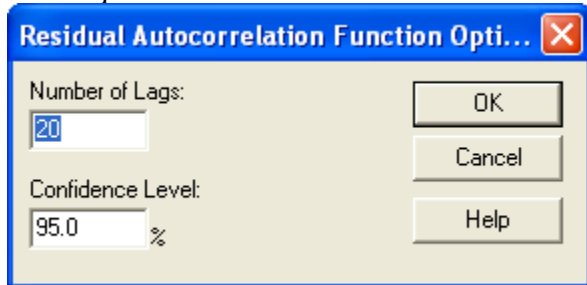 Residual Autocorrelation Function Opti...
Number of Lags:
20
Confidence Level:
95.0 %
OK
Cancel
Help